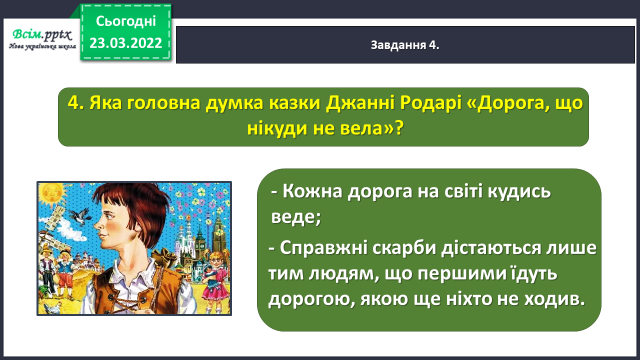 Всім.pptx
Нова українська школа
Сьогодні
23.03.2022
Завдання 4.
4. Яка головна думка казки Джанні Родарі «Дорога, що
нікуди не вела»?
- Кожна дорога на світі кудись
веде;
- Справжні скарби дістаються лише
тим людям, що першими їдуть
дорогою, якою ще ніхто не ходив.